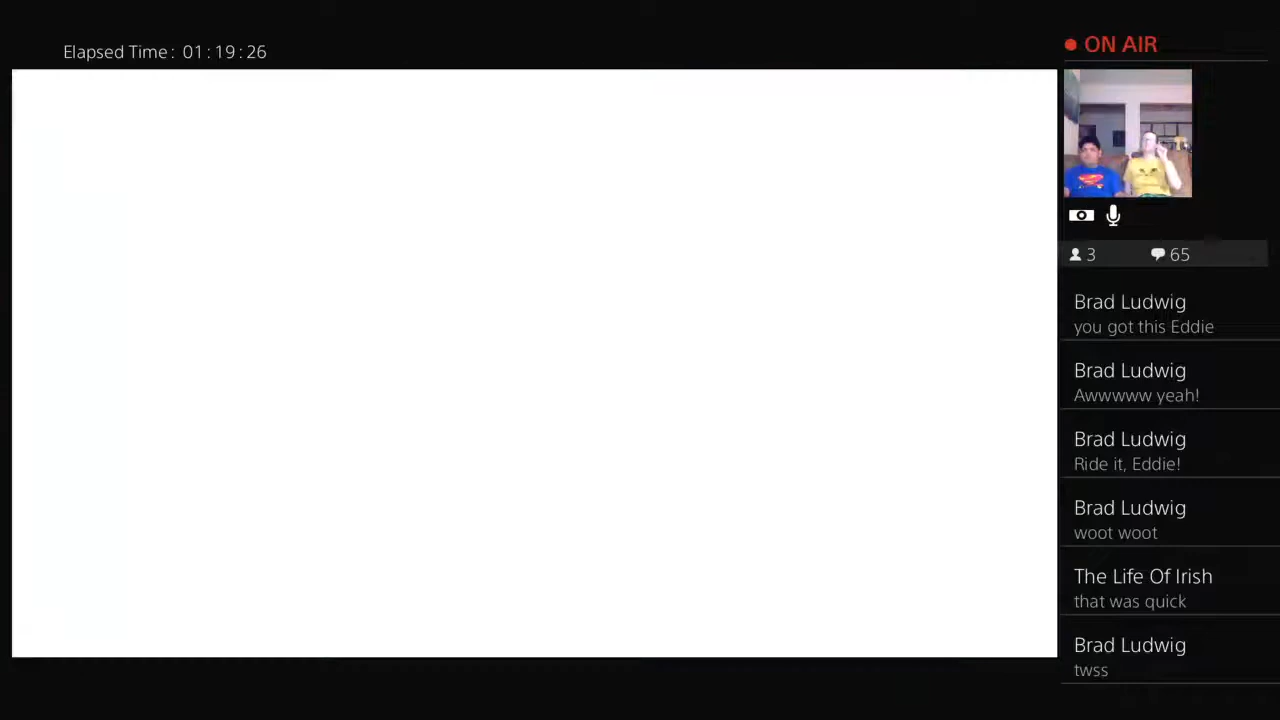 Elapsed Time: 01:19:26
ON AIR
3 65
Brad Ludwig
you got this Eddie
Brad Ludwig
Awwwww yeah!
Brad Ludwig
Ride it, Eddie!
Brad Ludwig
woot woot
The Life Of Irish
that was quick
Brad Ludwig
twss